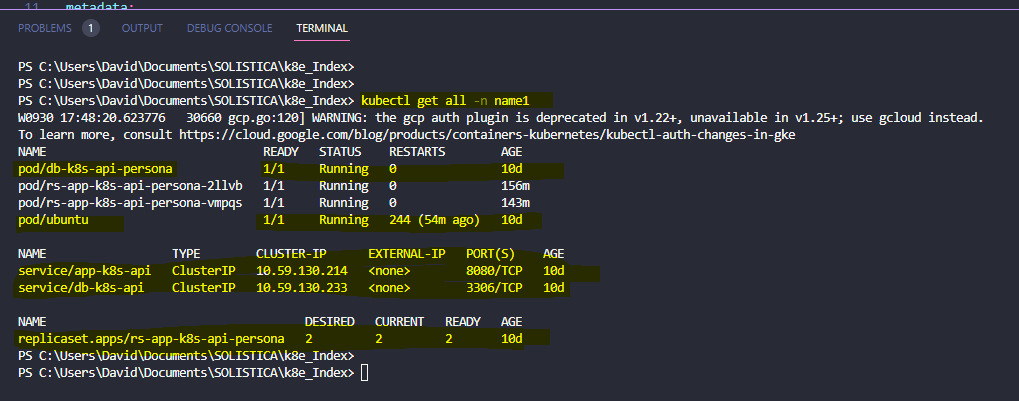 11 metadata:
PROBLEMS 1 OUTPUT DEBUG CONSOLE TERMINAL
PS C:\Users\David\Documents\SOLISTICA\k8e_Index>
PS C:\Users\David\Documents\SOLISTICA\k8e_Index>
PS C:\Users\David\Documents\SOLISTICA\k8e_Index> kubectl get all -n name1
W0930 17:48:20.623776 30660 gcp.go:120] WARNING: the gcp auth plugin is deprecated in v1.22+, unavailable in v1.25+; use gcloud instead.
To learn more, consult https://cloud.google.com/blog/products/containers-kubernetes/kubectl-auth-changes-in-gke
NAME READY STATUS RESTARTS AGE
pod/db-k8s-api-persona 1/1 Running 0 10d
pod/rs-app-k8s-api-persona-2llvb 1/1 Running 0 156m
pod/rs-app-k8s-api-persona-vmpqs 1/1 Running 0 143m
pod/ubuntu 1/1 Running 244 (54m ago) 10d
NAME TYPE CLUSTER-IP EXTERNAL-IP PORT(S) AGE
service/app-k8s-api ClusterIP 10.59.130.214 <none> 8080/TCP 10d
service/db-k8s-api ClusterIP 10.59.130.233 <none> 3306/TCP 10d
NAME DESIRED CURRENT READY AGE
replicaset.apps/rs-app-k8s-api-persona 2 2 2 10d
PS C:\Users\David\Documents\SOLISTICA\k8e_Index>
PS C:\Users\David\Documents\SOLISTICA\k8e_Index>